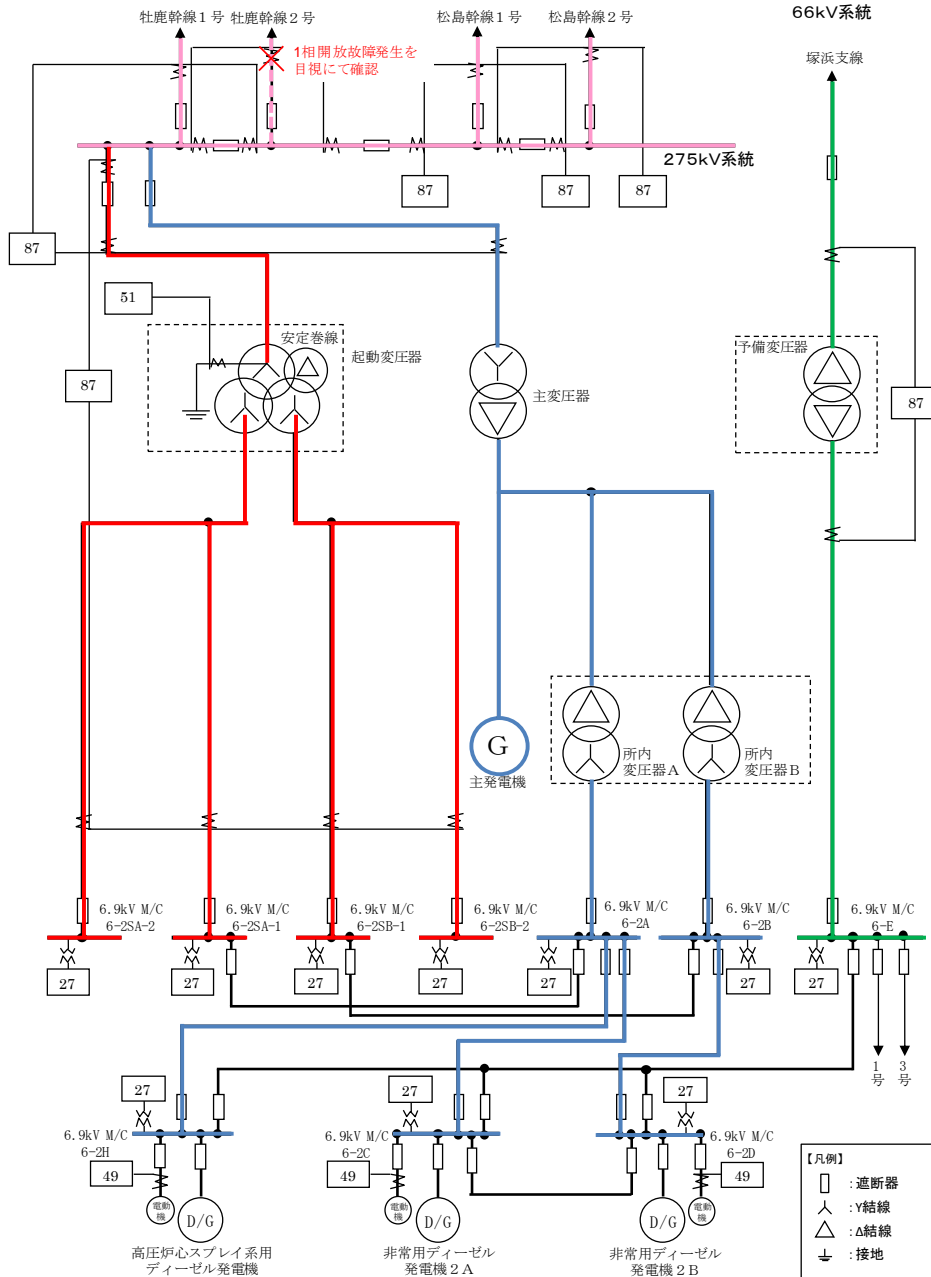 牡鹿幹線１号
牡鹿幹線２号
松島幹線１号
松島幹線２号
66kV系統
塚浜支線
1相開放故障発生を
目視にて確認
275kV系統
87
87
87
87
51
安定巻線
起動変圧器
主変圧器
予備変圧器
87
87
G
主発電機
所内
変圧器A
所内
変圧器B
6.9kV M/C
6-2SA-2
6.9kV M/C
6-2SA-1
6.9kV M/C
6-2SB-1
6.9kV M/C
6-2SB-2
6.9kV M/C
6-2A
6.9kV M/C
6-2B
6.9kV M/C
6-E
27
27
27
27
27
27
27
1号
3号
27
27
27
6.9kV M/C
6-2H
6.9kV M/C
6-2C
6.9kV M/C
6-2D
49
49
49
電動機
D/G
電動機
D/G
D/G
電動機
高圧炉心スプレイ系用
ディーゼル発電機
非常用ディーゼル
発電機２A
非常用ディーゼル
発電機２B
【凡例】
：遮断器
：Y結線
：Δ結線
：接地